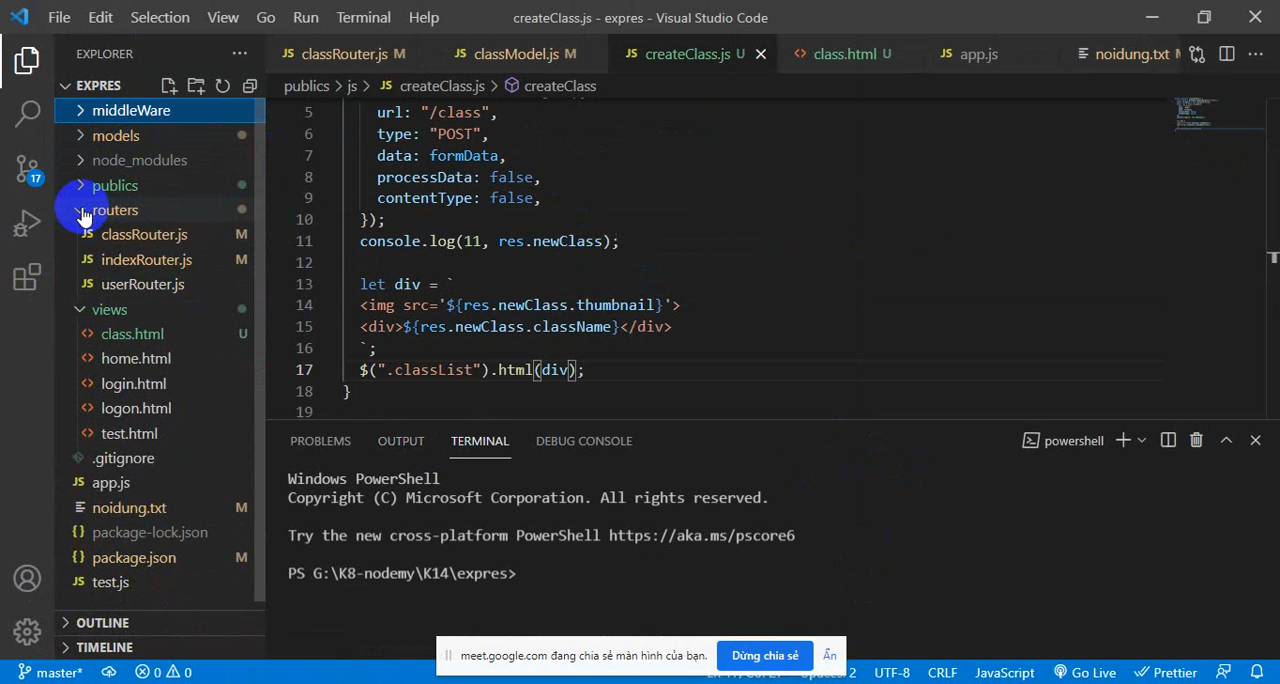 File Edit Selection View Go Run Terminal Help createClass.js - expres - Visual Studio Code
EXPLORER
EXPRES
middleWare
models
node_modules
publics
routers
classRouter.js M
indexRouter.js M
userRouter.js
views
class.html U
home.html
login.html
logon.html
test.html
.gitignore
app.js
noidung.txt M
package-lock.json
package.json M
test.js
OUTLINE
TIMELINE
17
classRouter.js M classModel.js M createClass.js U class.html U app.js noidung.txt
publics > js > createClass.js > createClass
5 url: "/class",
6 type: "POST",
7 data: formData,
8 processData: false,
9 contentType: false,
10 });
11 console.log(11, res.newClass);
12
13 let div = `
14 <img src='${res.newClass.thumbnail}'>
15 <div>${res.newClass.className}</div>
16 `;
17 $(".classList").html(div);
18 }
19
PROBLEMS OUTPUT TERMINAL DEBUG CONSOLE powershell
Windows PowerShell
Copyright (C) Microsoft Corporation. All rights reserved.
Try the new cross-platform PowerShell https://aka.ms/pscore6
PS G:\K8-nodemy\K14\expres>
meet.google.com đang chia sẻ màn hình của bạn. Dừng chia sẻ Ẩn
master* 0 0 UTF-8 CRLF JavaScript Go Live Prettier